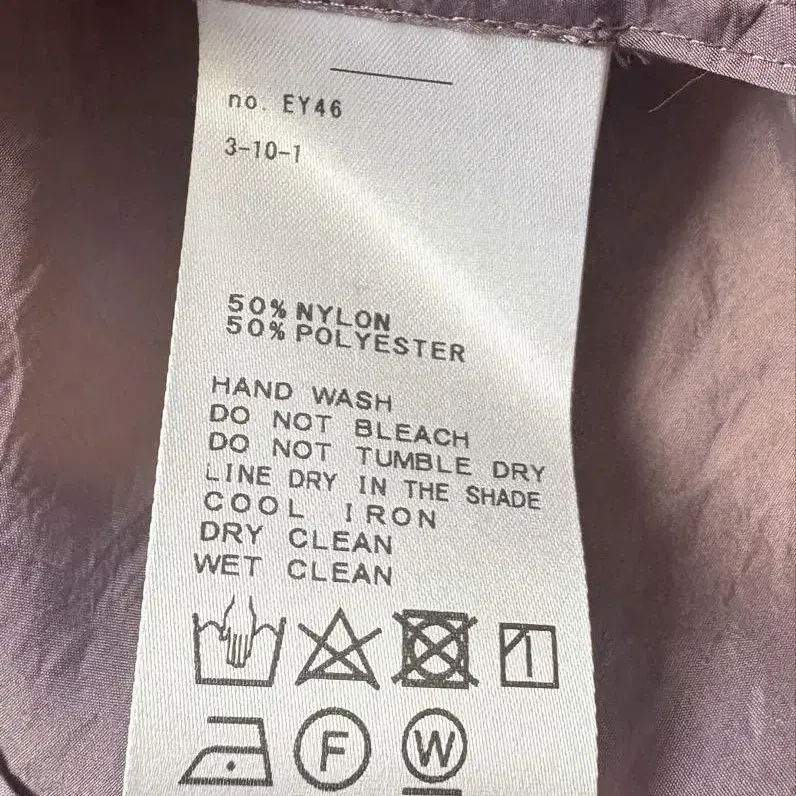 no. EY46
3-10-1
50% NYLON
50% POLYESTER
HAND WASH
DO NOT BLEACH
DO NOT TUMBLE DRY
LINE DRY IN THE SHADE
COOL IRON
DRY CLEAN
WET CLEAN
F W